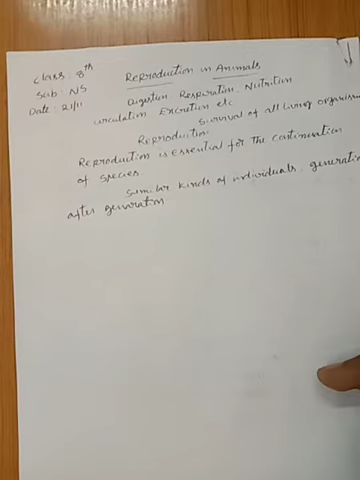 Class: 8th
Reproduction in Animals
Sub: NS
Date: 21/11
Digestion Respiration. Nutrition
circulation Excretion etc
Survival of all living organisms
Reproduction
Reproduction is essential for the continuation
of species.
Similar kinds of individuals, generation
after generation